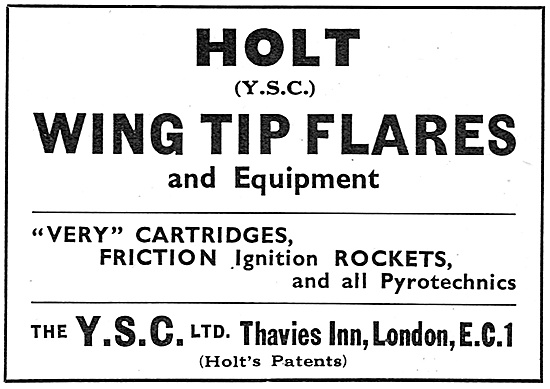 HOLT
(Y.S.C.)
WING TIP FLARES
and Equipment
“VERY” CARTRIDGES,
FRICTION Ignition ROCKETS,
and all Pyrotechnics
THE Y.S.C. LTD. Thavies Inn, London, E.C.1
(Holt's Patents)